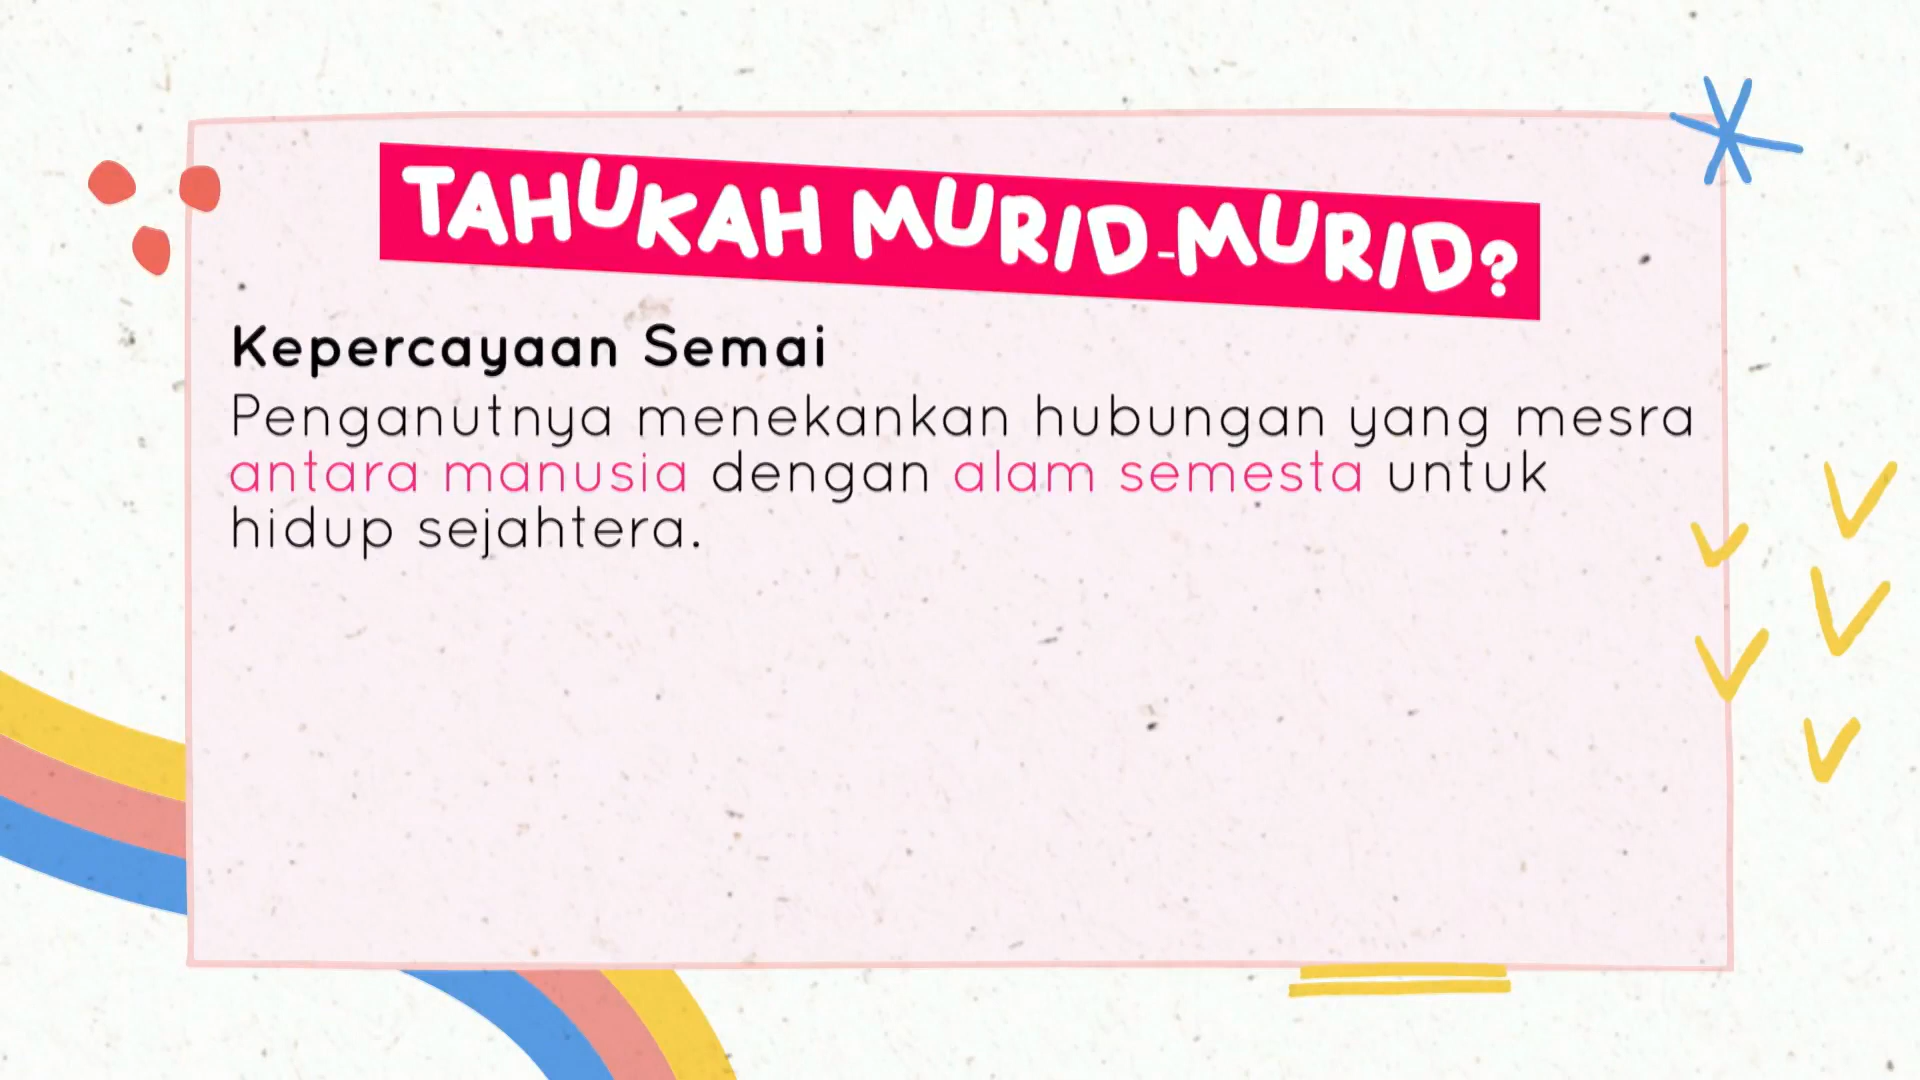 TAHUKAH MURID-MURID?
Kepercayaan Semai
Penganutnya menekankan hubungan yang mesra
antara manusia dengan alam semesta untuk
hidup sejahtera.